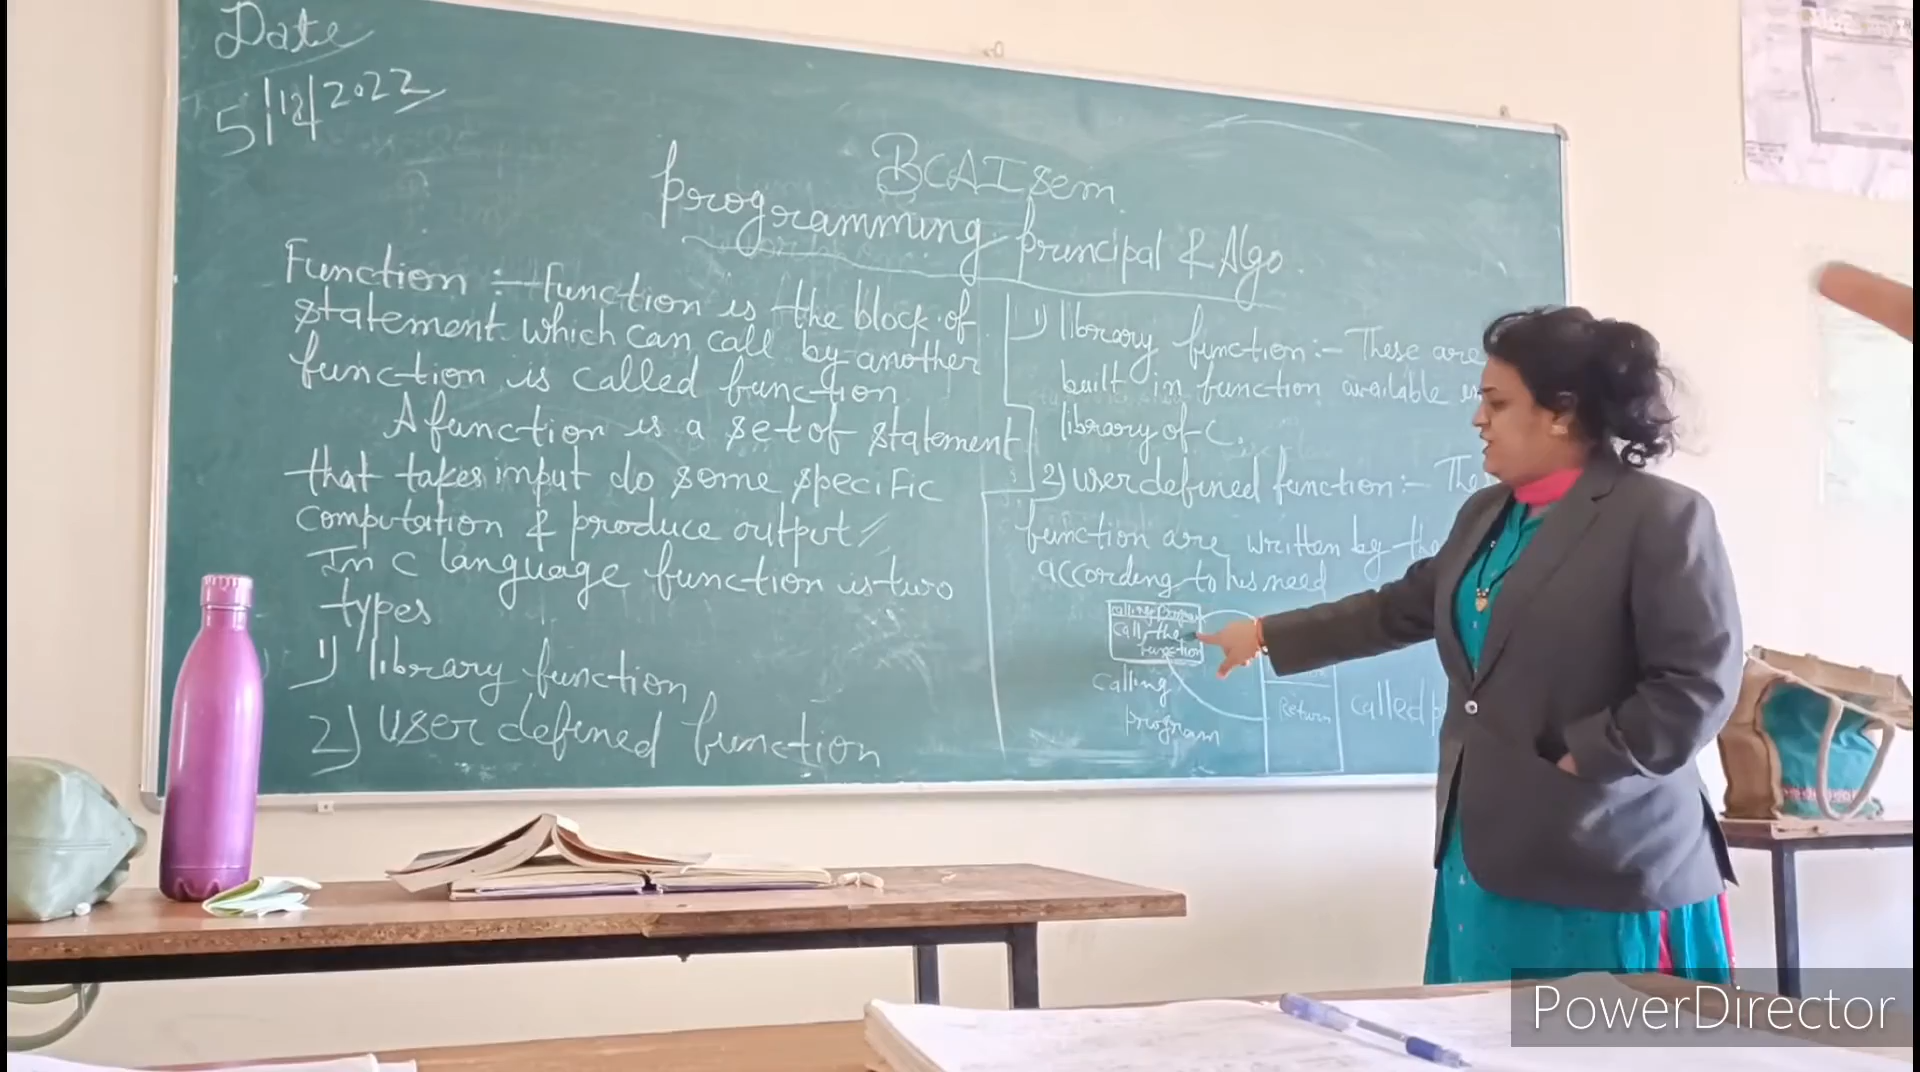 Date
5/12/2022
BCA I sem.
programming principal & Algo.
Function :- function is the block of
statement which can call by another
function is called function
A function is a set of statement
that takes input do some specific
computation & produce output //
In C language function is two
types
1) library function
2) user defined function
1) library function :- These are
built in function available in
library of C.
2) user defined function :- The
function are written by the
according to his need
calling program
call the
function
calling
program
Return
called p
PowerDirector